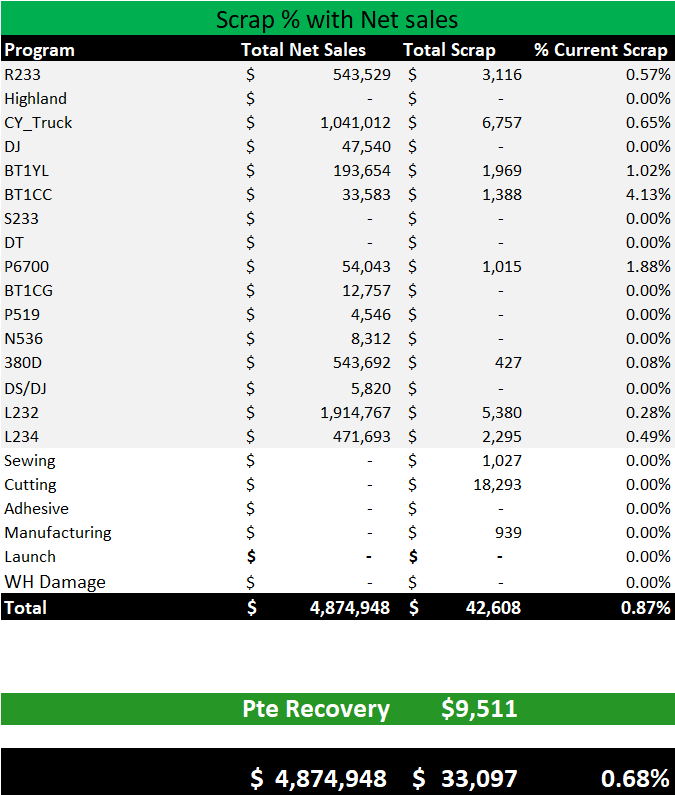 Scrap % with Net sales
Program Total Net Sales Total Scrap % Current Scrap
R233 $ 543,529 $ 3,116 0.57%
Highland $ - $ - 0.00%
CY_Truck $ 1,041,012 $ 6,757 0.65%
DJ $ 47,540 $ - 0.00%
BT1YL $ 193,654 $ 1,969 1.02%
BT1CC $ 33,583 $ 1,388 4.13%
S233 $ - $ - 0.00%
DT $ - $ - 0.00%
P6700 $ 54,043 $ 1,015 1.88%
BT1CG $ 12,757 $ - 0.00%
P519 $ 4,546 $ - 0.00%
N536 $ 8,312 $ - 0.00%
380D $ 543,692 $ 427 0.08%
DS/DJ $ 5,820 $ - 0.00%
L232 $ 1,914,767 $ 5,380 0.28%
L234 $ 471,693 $ 2,295 0.49%
Sewing $ - $ 1,027 0.00%
Cutting $ - $ 18,293 0.00%
Adhesive $ - $ - 0.00%
Manufacturing $ - $ 939 0.00%
Launch $ - $ - 0.00%
WH Damage $ - $ - 0.00%
Total $ 4,874,948 $ 42,608 0.87%
Pte Recovery $9,511
$ 4,874,948 $ 33,097 0.68%